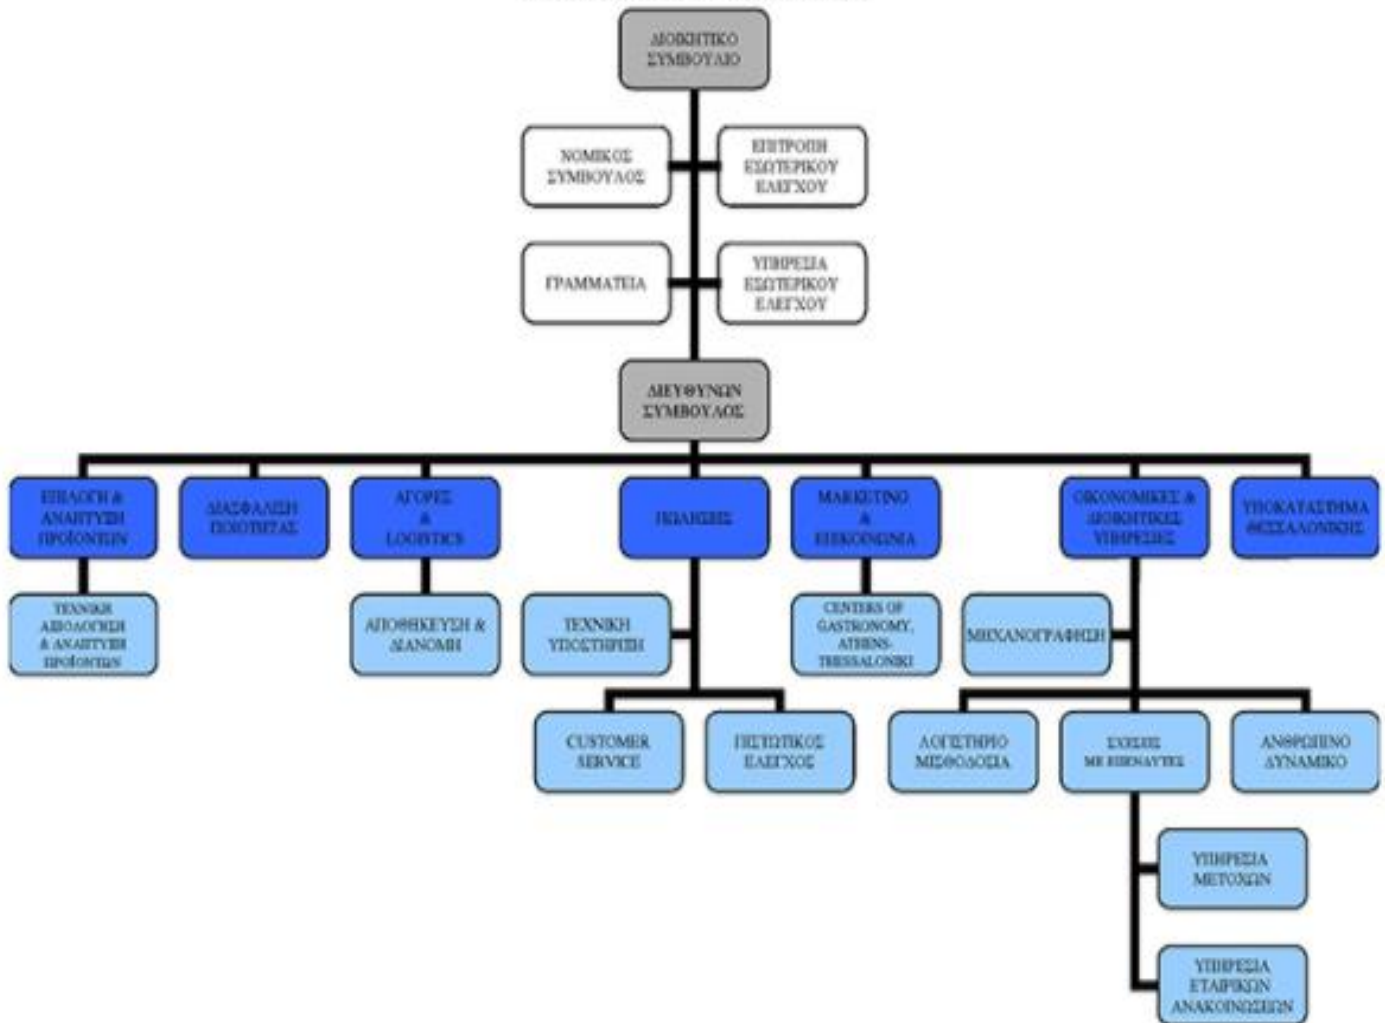 ΔΙΟΙΚΗΤΙΚΟ
ΣΥΜΒΟΥΛΙΟ
ΝΟΜΙΚΟΣ
ΣΥΜΒΟΥΛΟΣ
ΕΠΙΤΡΟΠΗ
ΕΣΩΤΕΡΙΚΟΥ
ΕΛΕΓΧΟΥ
ΓΡΑΜΜΑΤΕΙΑ
ΥΠΗΡΕΣΙΑ
ΕΣΩΤΕΡΙΚΟΥ
ΕΛΕΓΧΟΥ
ΔΙΕΥΘΥΝΩΝ
ΣΥΜΒΟΥΛΟΣ
ΕΠΙΛΟΓΗ &
ΑΝΑΠΤΥΞΗ
ΠΡΟΪΟΝΤΩΝ
ΔΙΑΣΦΑΛΙΣΗ
ΠΟΙΟΤΗΤΑΣ
ΑΓΟΡΕΣ
&
LOGISTICS
ΠΩΛΗΣΕΙΣ
MARKETING
&
ΕΠΙΚΟΙΝΩΝΙΑ
ΟΙΚΟΝΟΜΙΚΕΣ &
ΔΙΟΙΚΗΤΙΚΕΣ
ΥΠΗΡΕΣΙΕΣ
ΥΠΟΚΑΤΑΣΤΗΜΑ
ΘΕΣΣΑΛΟΝΙΚΗΣ
ΤΕΧΝΙΚΗ
ΑΞΙΟΛΟΓΗΣΗ
& ΑΝΑΠΤΥΞΗ
ΠΡΟΪΟΝΤΩΝ
ΑΠΟΘΗΚΕΥΣΗ &
ΔΙΑΝΟΜΗ
ΤΕΧΝΙΚΗ
ΥΠΟΣΤΗΡΙΞΗ
CENTERS OF
GASTRONOMY,
ATHENS-
THESSALONIKI
ΜΗΧΑΝΟΓΡΑΦΗΣΗ
CUSTOMER
SERVICE
ΠΙΣΤΩΤΙΚΟΣ
ΕΛΕΓΧΟΣ
ΛΟΓΙΣΤΗΡΙΟ
ΜΙΣΘΟΔΟΣΙΑ
ΣΧΕΣΕΙΣ
ΜΕ ΕΠΕΝΔΥΤΕΣ
ΑΝΘΡΩΠΙΝΟ
ΔΥΝΑΜΙΚΟ
ΥΠΗΡΕΣΙΑ
ΜΕΤΟΧΩΝ
ΥΠΗΡΕΣΙΑ
ΕΤΑΙΡΙΚΩΝ
ΑΝΑΚΟΙΝΩΣΕΩΝ